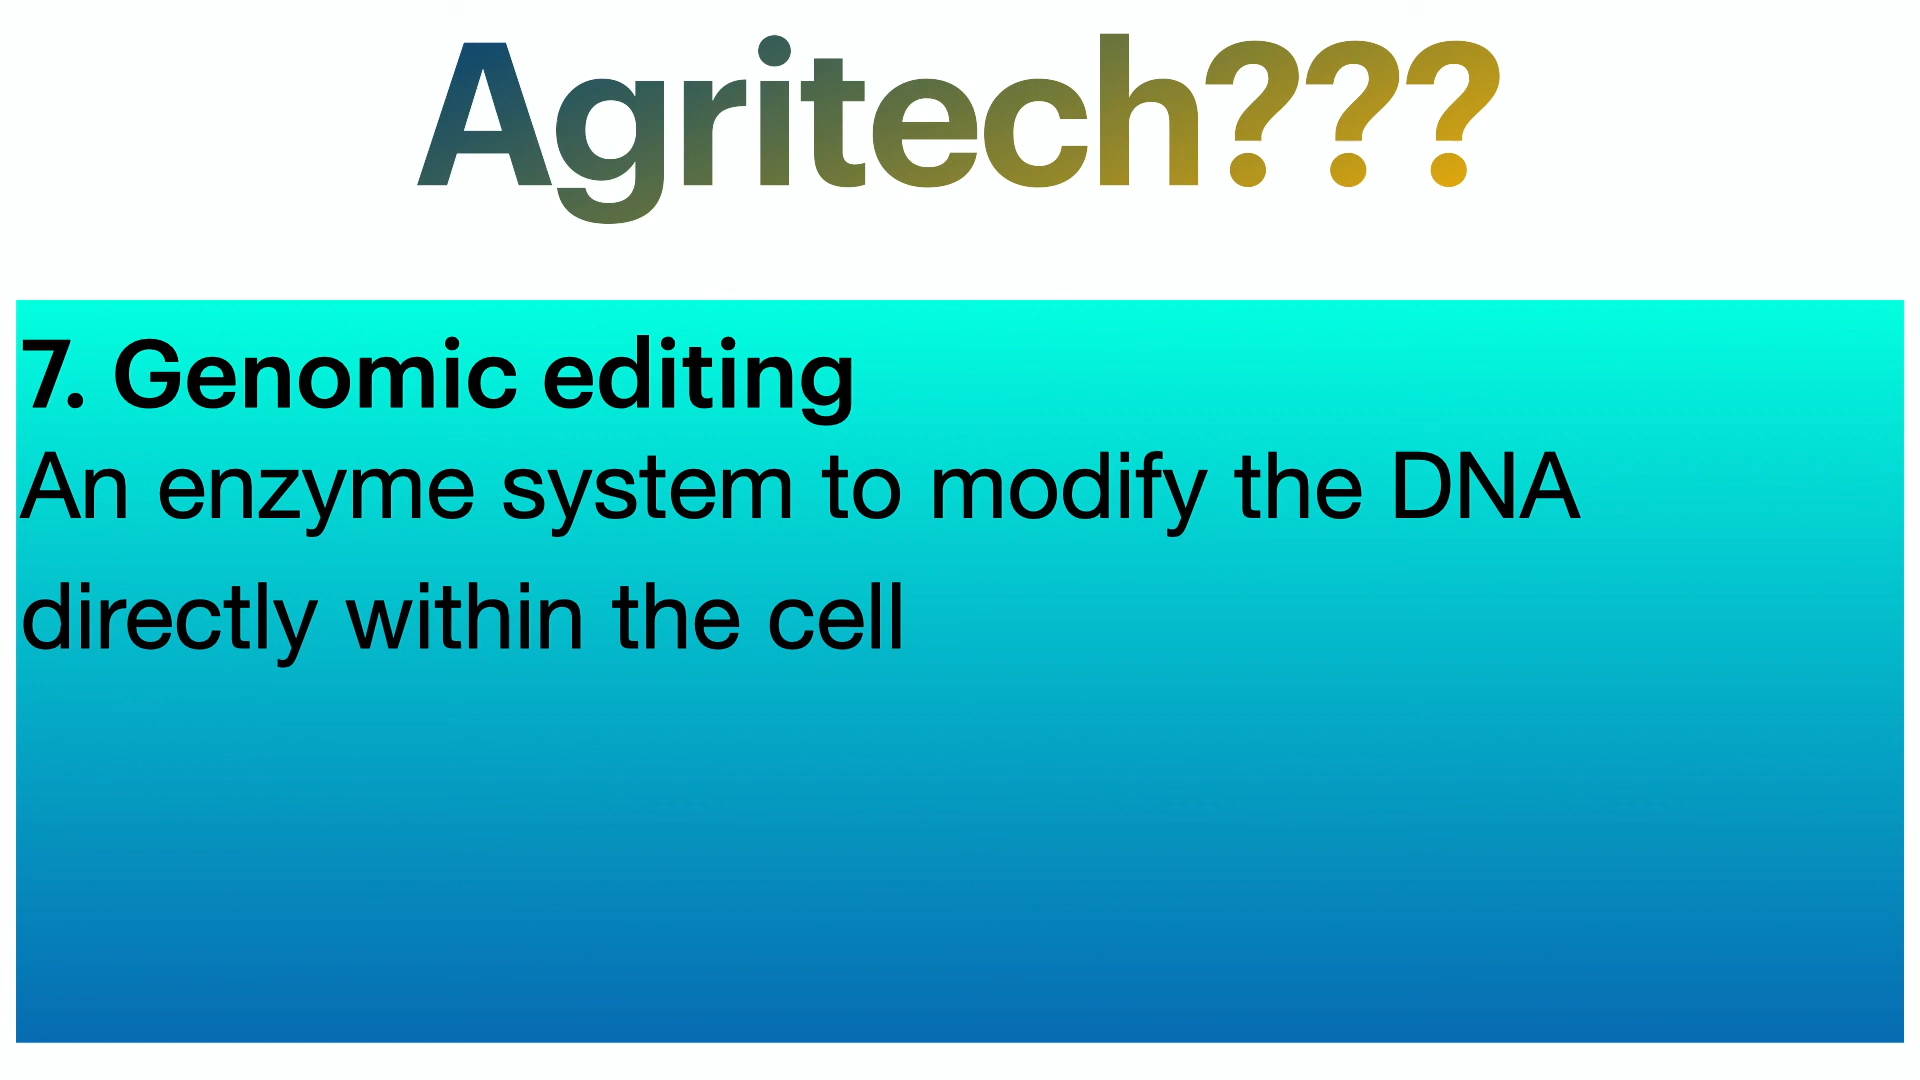 Agritech???
7. Genomic editing
An enzyme system to modify the DNA
directly within the cell